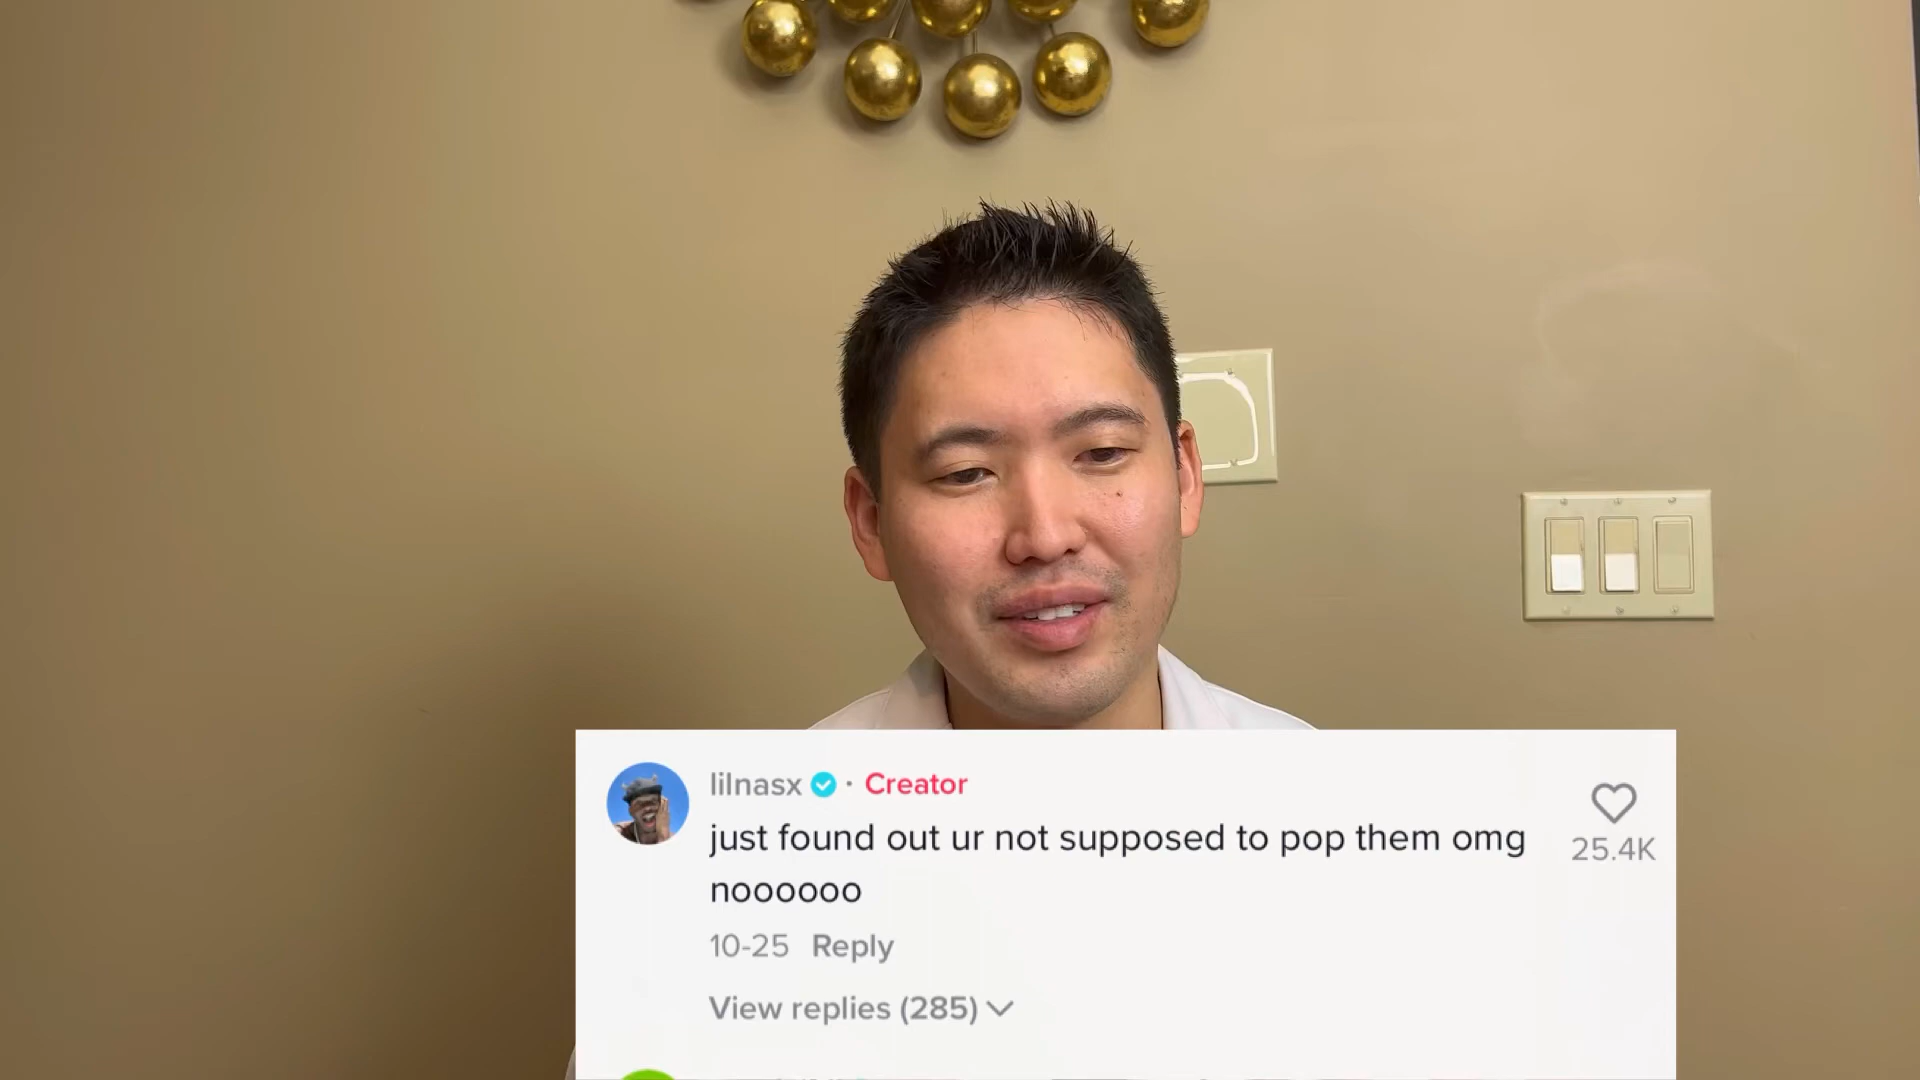 lilnasx · Creator
just found out ur not supposed to pop them omg
noooooo
25.4K
10-25 Reply
View replies (285)